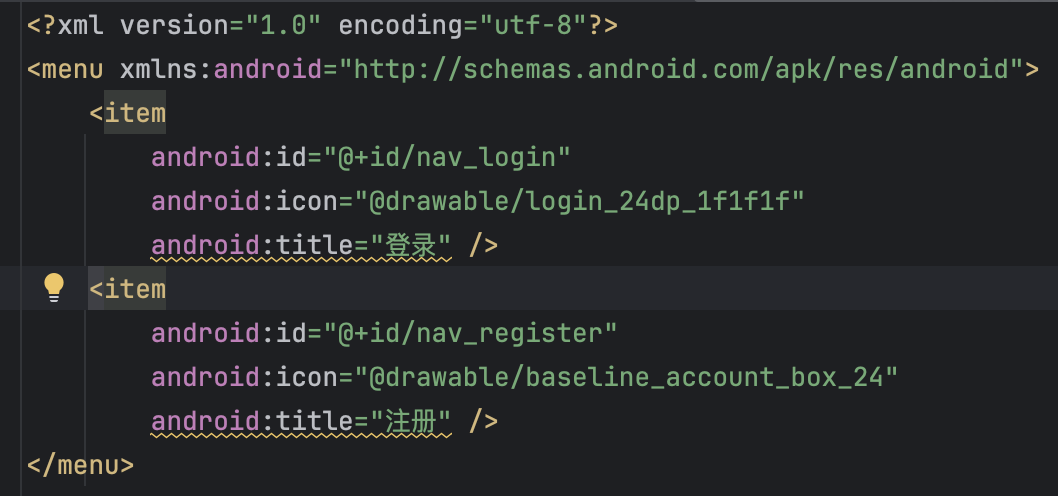 <?xml version="1.0" encoding="utf-8"?>
<menu xmlns:android="http://schemas.android.com/apk/res/android">
    <item
        android:id="@+id/nav_login"
        android:icon="@drawable/login_24dp_1f1f1f"
        android:title="登录" />
    <item
        android:id="@+id/nav_register"
        android:icon="@drawable/baseline_account_box_24"
        android:title="注册" />
</menu>